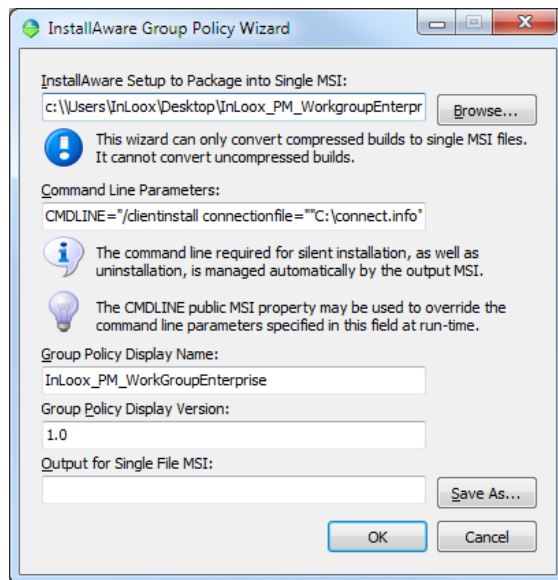 InstallAware Group Policy Wizard
InstallAware Setup to Package into Single MSI:
c:\\Users\InLoox\Desktop\InLoox_PM_WorkgroupEnterpr
Browse...
This wizard can only convert compressed builds to single MSI files.
It cannot convert uncompressed builds.
Command Line Parameters:
CMDLINE="/clientinstall connectionfile=""C:\connect.info"
The command line required for silent installation, as well as
uninstallation, is managed automatically by the output MSI.
The CMDLINE public MSI property may be used to override the
command line parameters specified in this field at run-time.
Group Policy Display Name:
InLoox_PM_WorkGroupEnterprise
Group Policy Display Version:
1.0
Output for Single File MSI:
Save As...
OK
Cancel